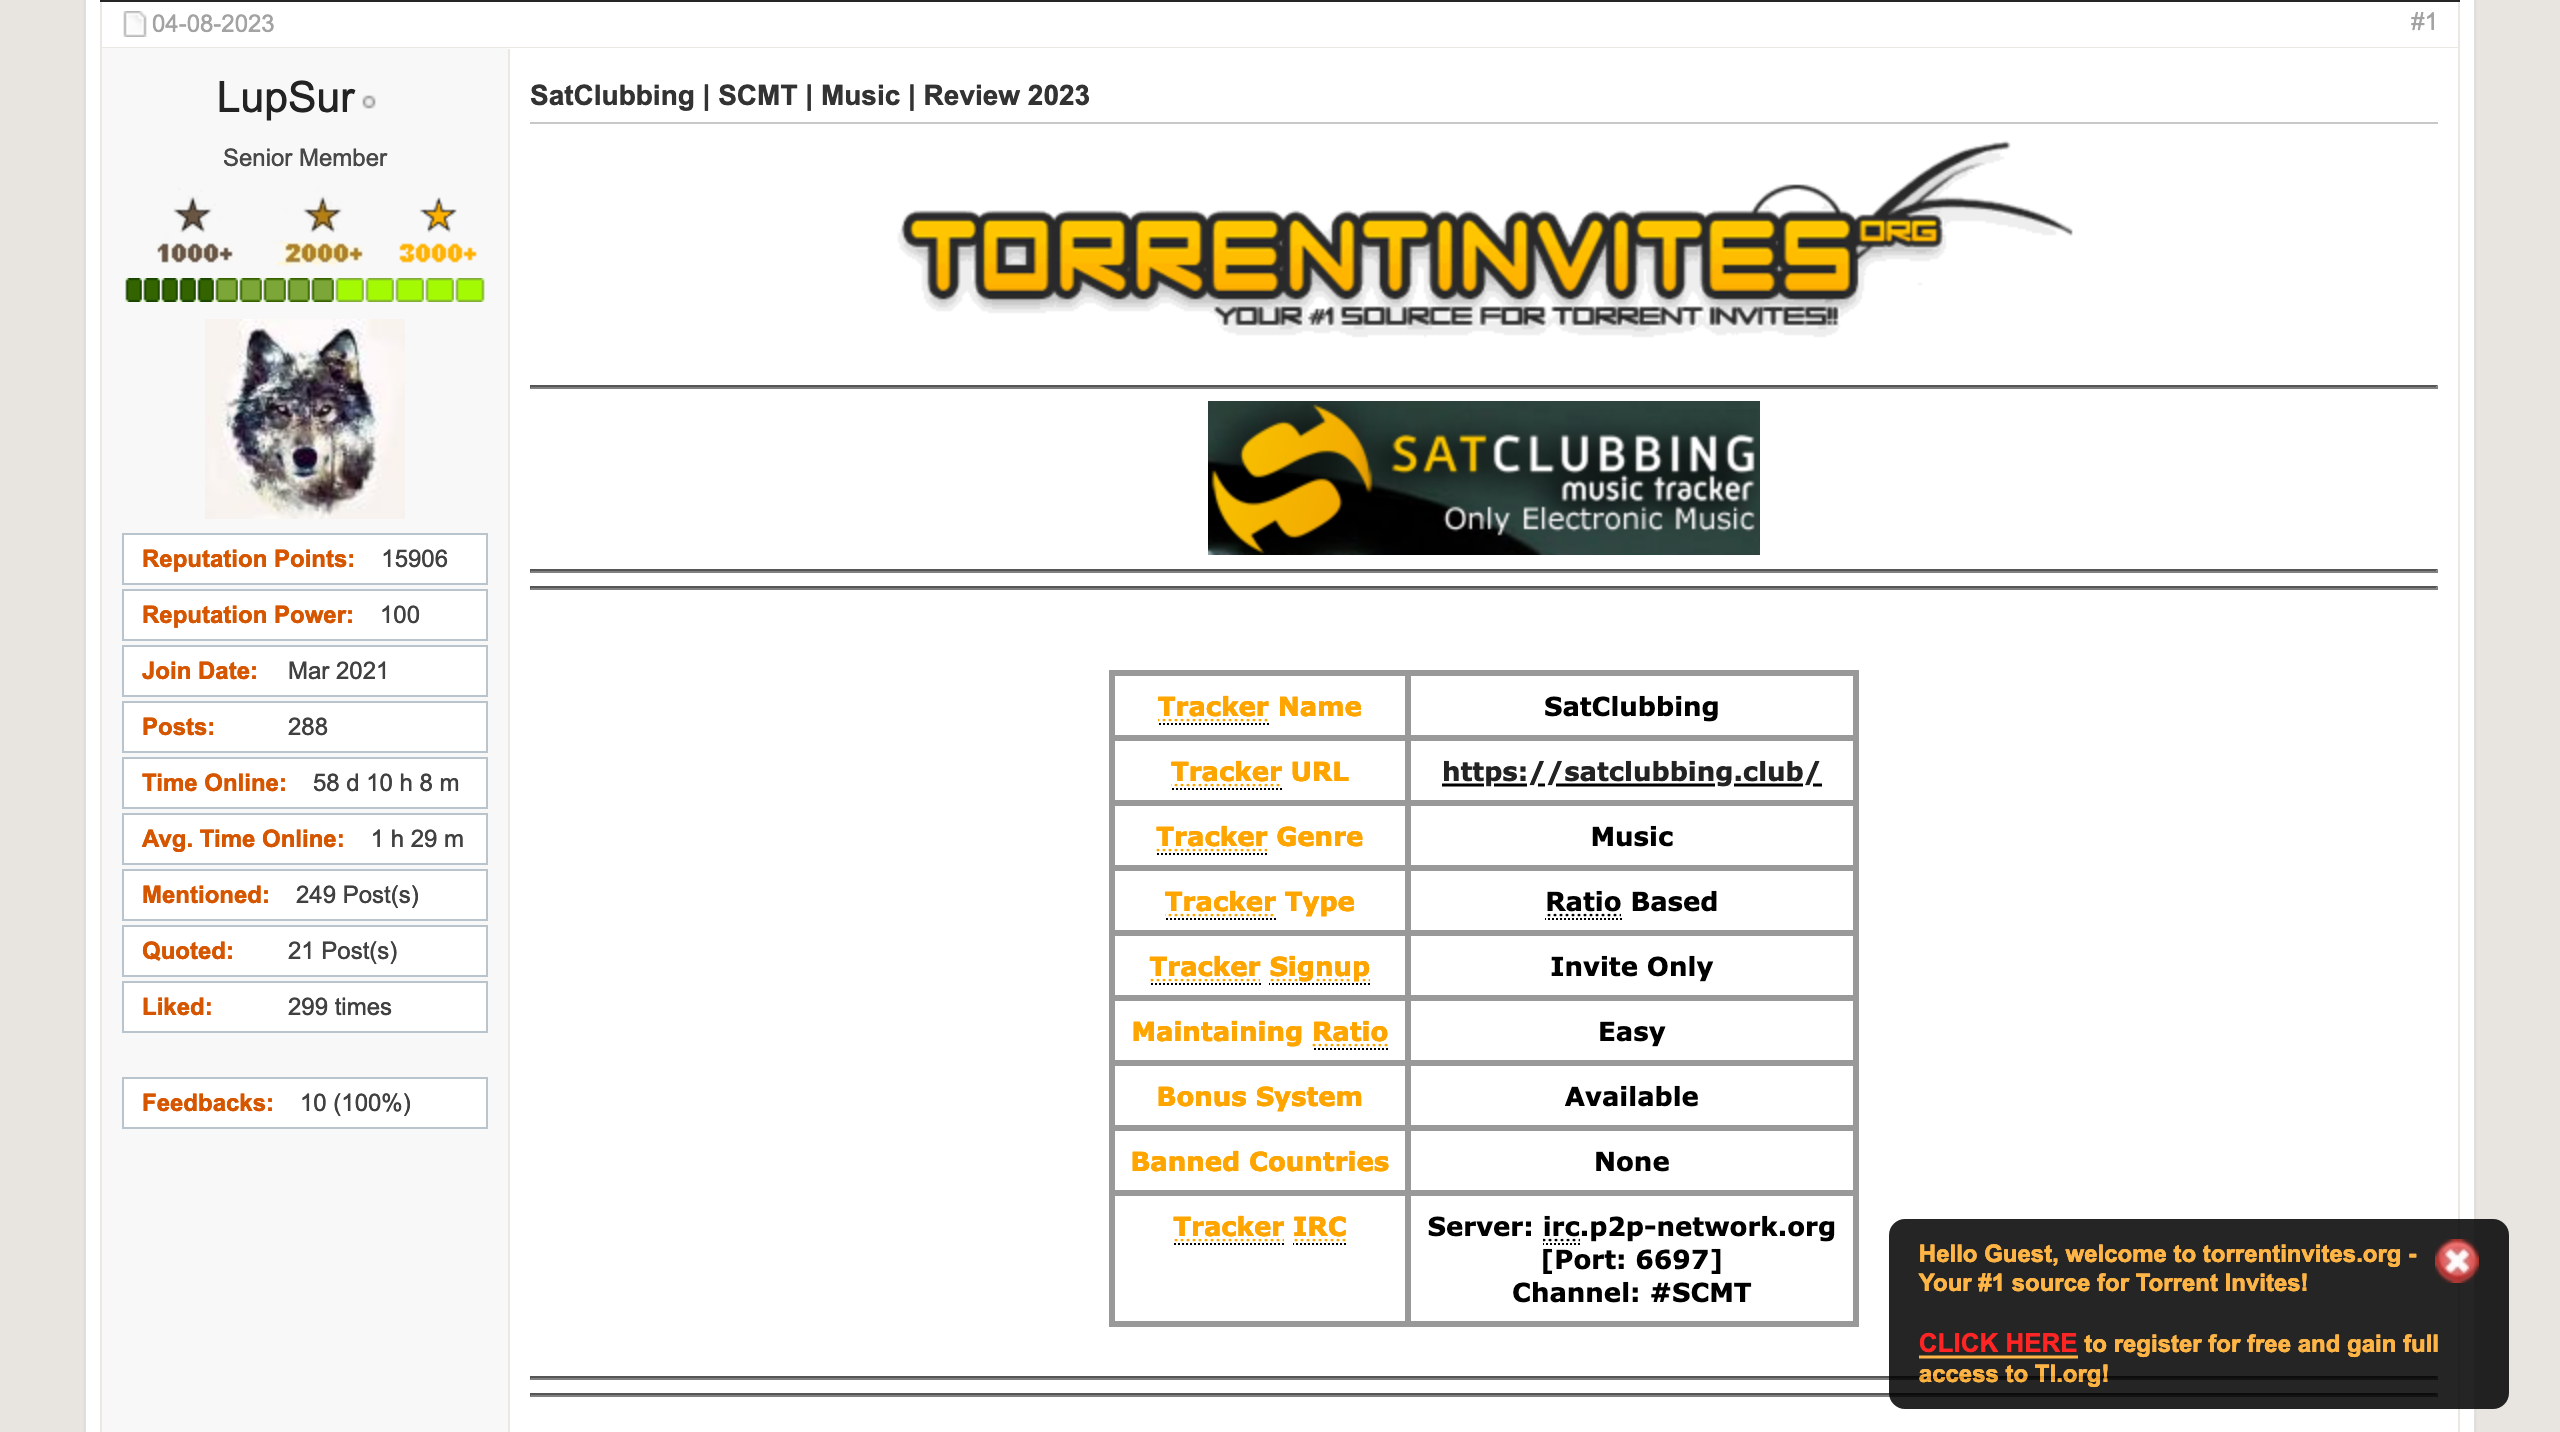 04-08-2023
#1
LupSur
Senior Member
1000+ 2000+ 3000+
Reputation Points: 15906
Reputation Power: 100
Join Date: Mar 2021
Posts: 288
Time Online: 58 d 10 h 8 m
Avg. Time Online: 1 h 29 m
Mentioned: 249 Post(s)
Quoted: 21 Post(s)
Liked: 299 times
Feedbacks: 10 (100%)
SatClubbing | SCMT | Music | Review 2023
TORRENTINVITES ORG
YOUR #1 SOURCE FOR TORRENT INVITES!!
SATCLUBBING
music tracker
Only Electronic Music
Tracker Name SatClubbing
Tracker URL https://satclubbing.club/
Tracker Genre Music
Tracker Type Ratio Based
Tracker Signup Invite Only
Maintaining Ratio Easy
Bonus System Available
Banned Countries None
Tracker IRC Server: irc.p2p-network.org
[Port: 6697]
Channel: #SCMT
Hello Guest, welcome to torrentinvites.org -
Your #1 source for Torrent Invites!
CLICK HERE to register for free and gain full
access to TI.org!